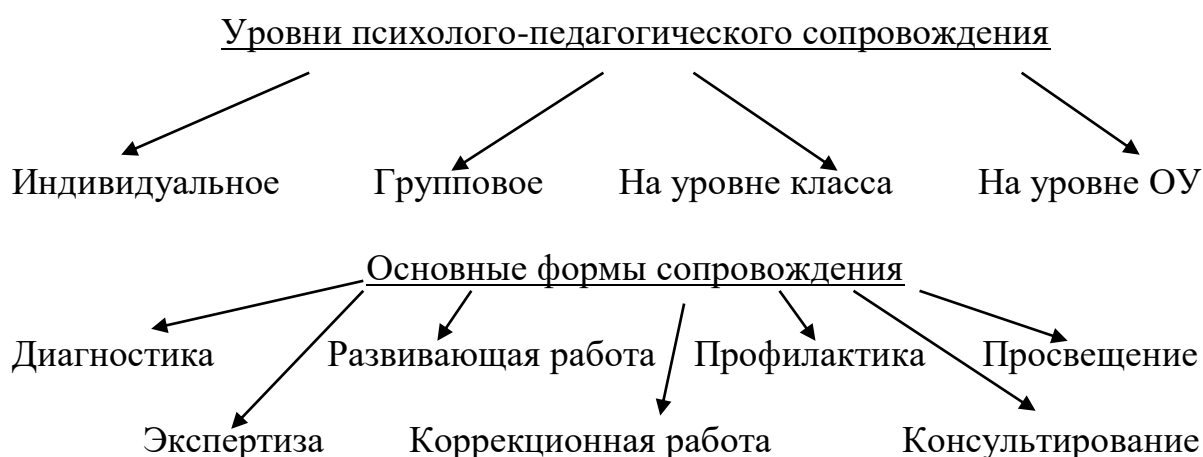 Уровни психолого-педагогического сопровождения
Индивидуальное Групповое На уровне класса На уровне ОУ
Основные формы сопровождения
Диагностика Развивающая работа Профилактика Просвещение
Экспертиза Коррекционная работа Консультирование